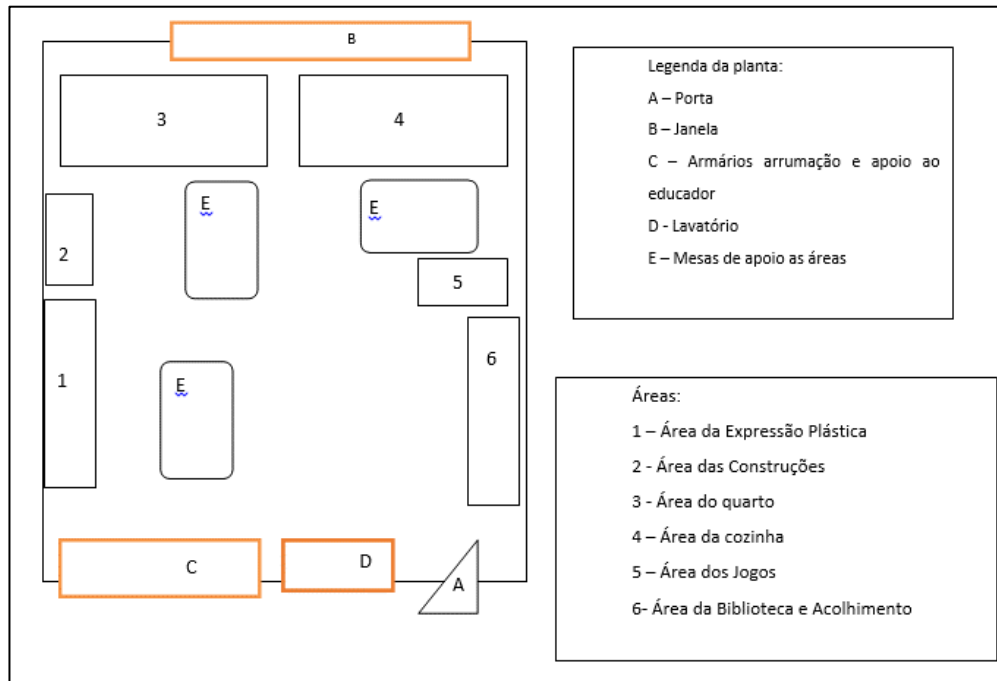 B
3
4
E
E
2
5
1
6
E
C
D
A
Legenda da planta:
A – Porta
B – Janela
C – Armários arrumação e apoio ao
educador
D - Lavatório
E – Mesas de apoio as áreas
Áreas:
1 – Área da Expressão Plástica
2 - Área das Construções
3 - Área do quarto
4 – Área da cozinha
5 – Área dos Jogos
6- Área da Biblioteca e Acolhimento